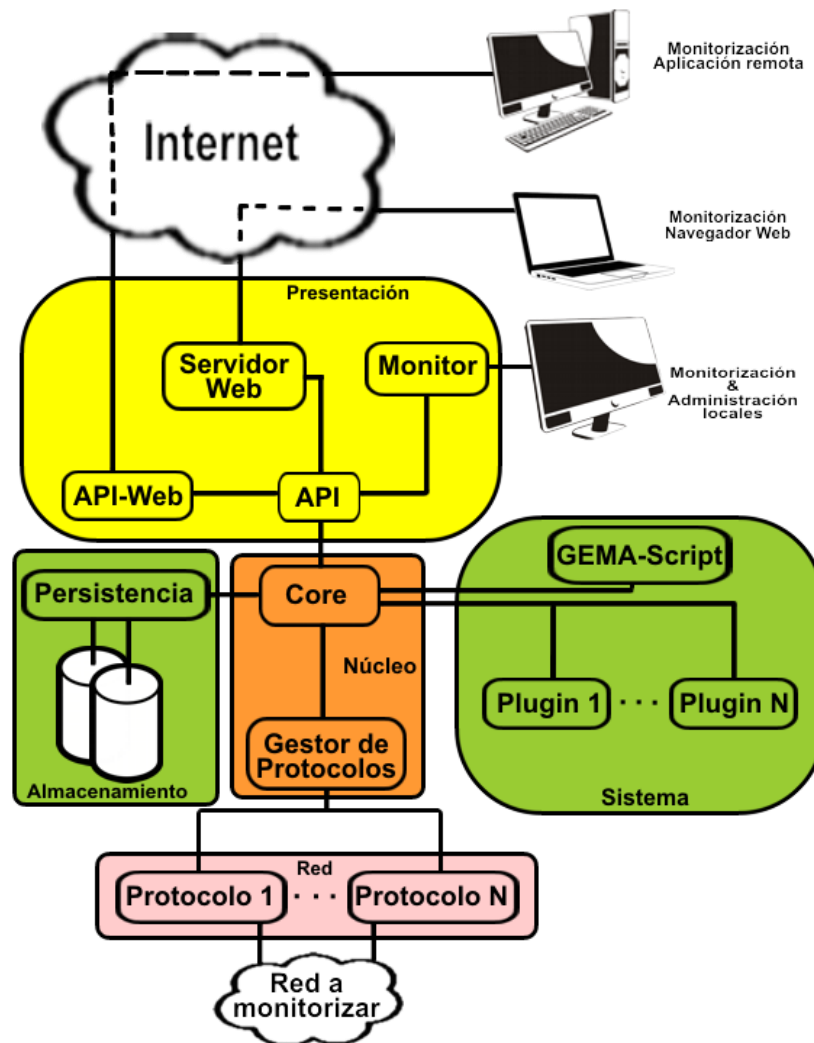 Monitorización
Aplicación remota
Internet
Monitorización
Navegador Web
Presentación
Servidor
Web
Monitor
Monitorización
&
Administración
locales
API-Web
API
GEMA-Script
Persistencia
Core
Núcleo
Plugin 1 · · · Plugin N
Gestor de
Protocolos
Almacenamiento
Sistema
Red
Protocolo 1 · · · Protocolo N
Red a
monitorizar